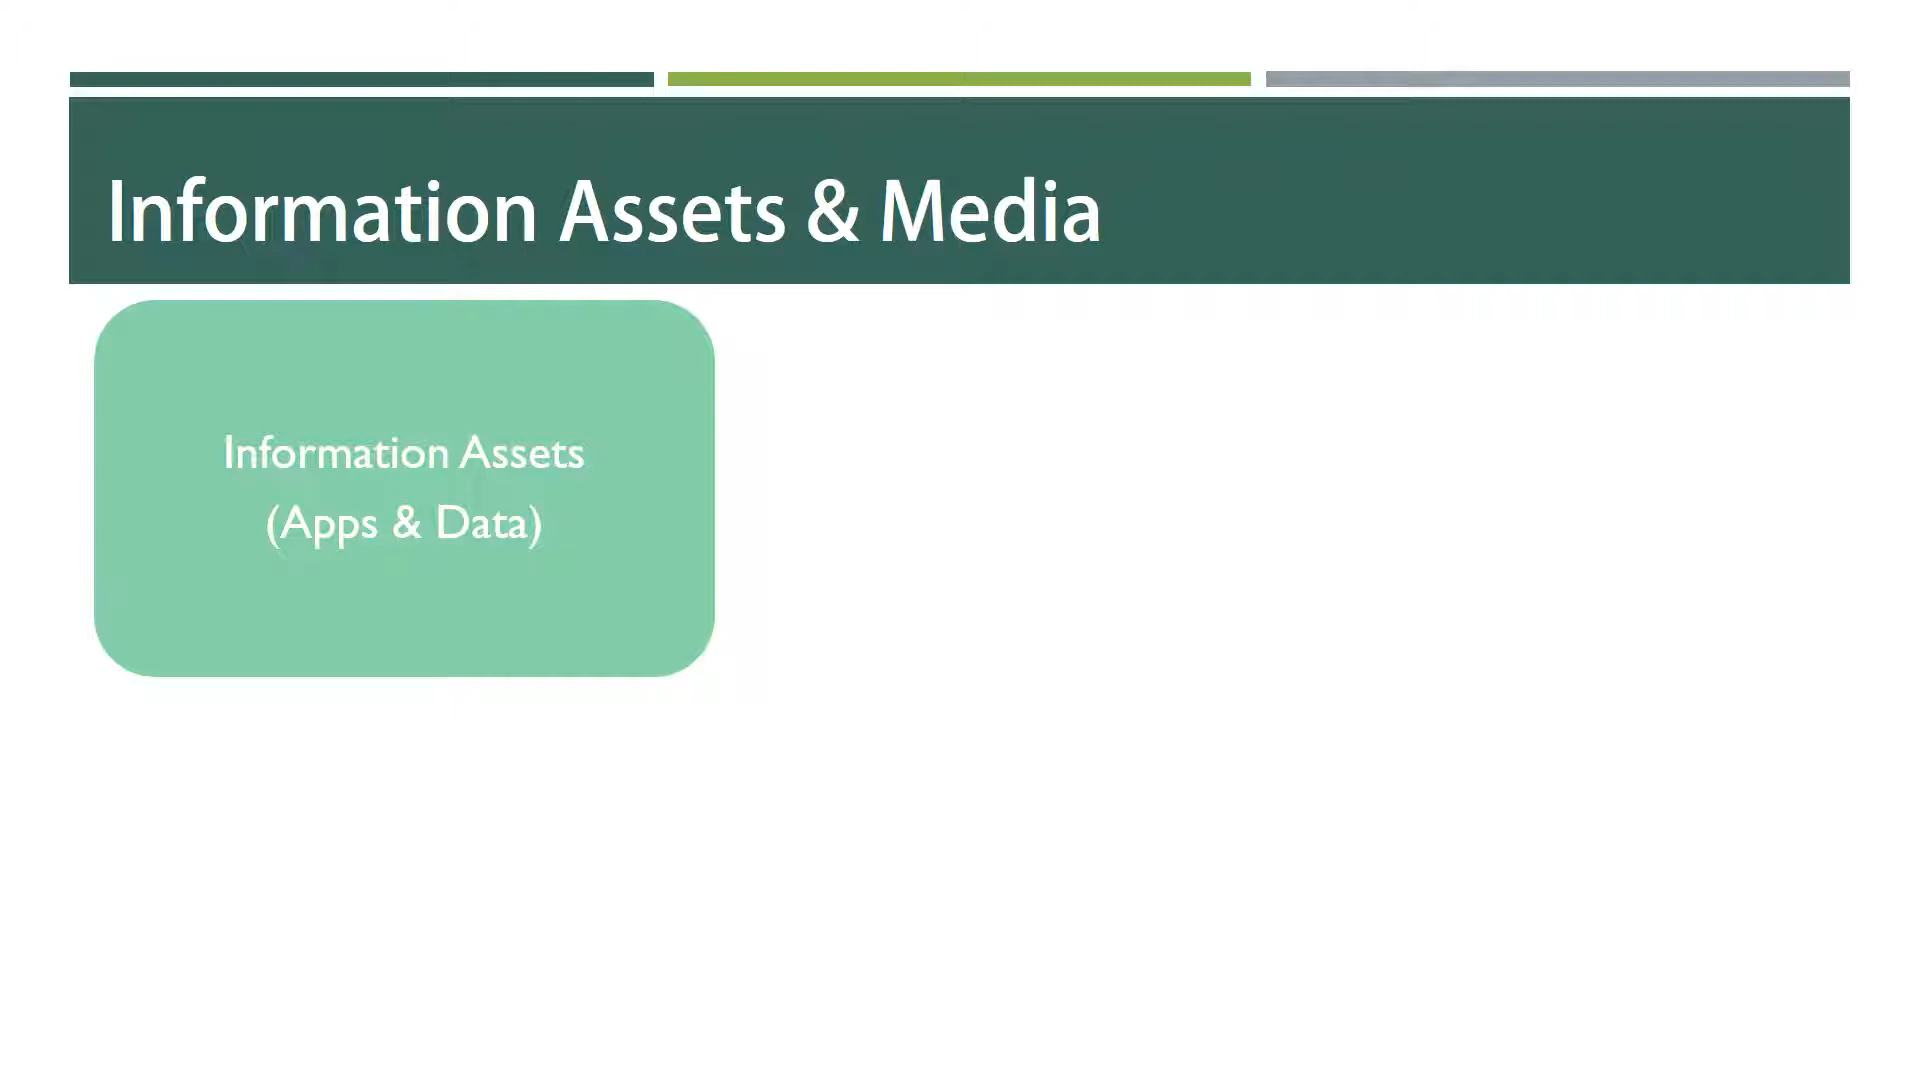 Information Assets & Media
Information Assets
(Apps & Data)